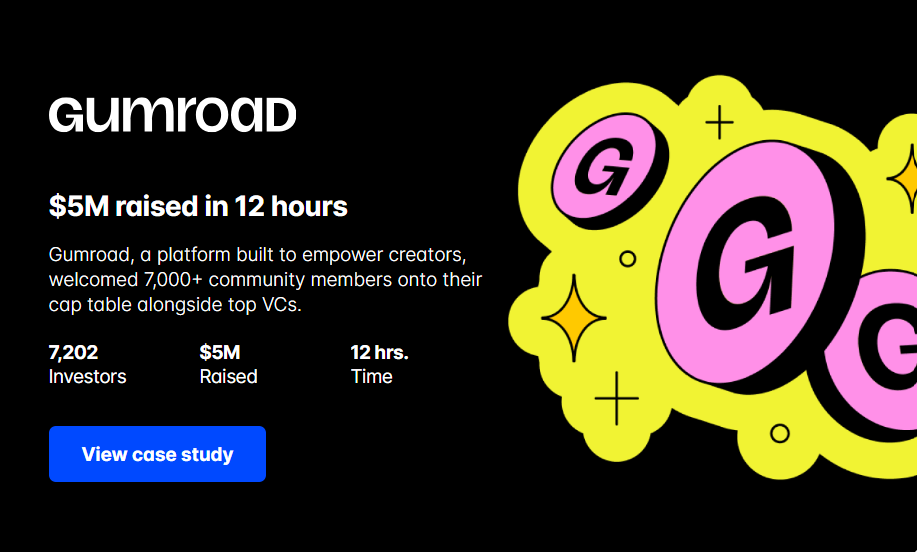 Gumroad
$5M raised in 12 hours
Gumroad, a platform built to empower creators,
welcomed 7,000+ community members onto their
cap table alongside top VCs.
7,202 $5M 12 hrs.
Investors Raised Time
View case study
G
G
G